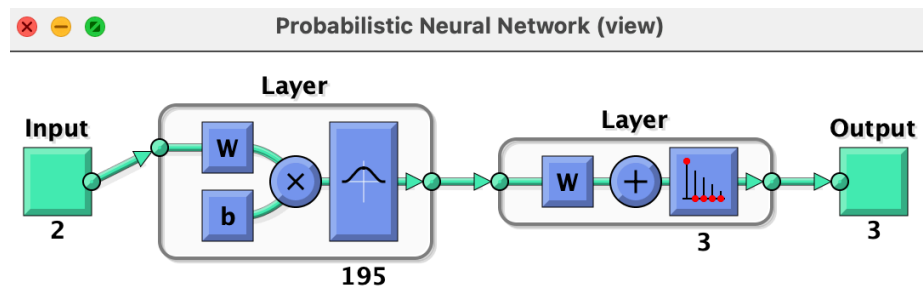 Probabilistic Neural Network (view)
Layer
Input
W
b
2
195
Layer
W
3
Output
3